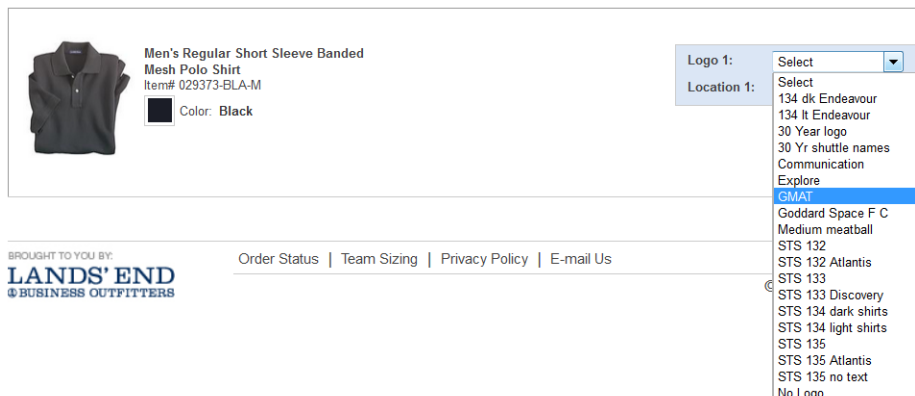 Men's Regular Short Sleeve Banded
Mesh Polo Shirt
Item# 029373-BLA-M
Color: Black
Logo 1: Select
Location 1:
Select
134 dk Endeavour
134 lt Endeavour
30 Year logo
30 Yr shuttle names
Communication
Explore
GMAT
Goddard Space F C
Medium meatball
STS 132
STS 132 Atlantis
STS 133
STS 133 Discovery
STS 134 dark shirts
STS 134 light shirts
STS 135
STS 135 Atlantis
STS 135 no text
No Logo
BROUGHT TO YOU BY:
LANDS' END
BUSINESS OUTFITTERS
Order Status | Team Sizing | Privacy Policy | E-mail Us
©